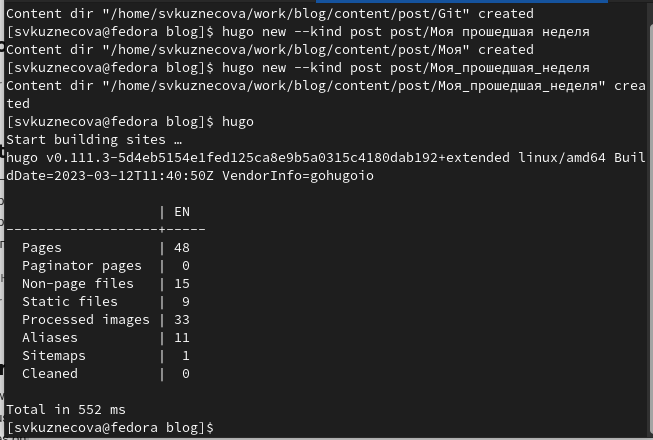 Content dir "/home/svkuznecova/work/blog/content/post/Git" created
[svkuznecova@fedora blog]$ hugo new --kind post post/Моя прошедшая неделя
Content dir "/home/svkuznecova/work/blog/content/post/Моя" created
[svkuznecova@fedora blog]$ hugo new --kind post post/Моя_прошедшая_неделя
Content dir "/home/svkuznecova/work/blog/content/post/Моя_прошедшая_неделя" crea
ted
[svkuznecova@fedora blog]$ hugo
Start building sites …
hugo v0.111.3-5d4eb5154e1fed125ca8e9b5a0315c4180dab192+extended linux/amd64 Buil
dDate=2023-03-12T11:40:50Z VendorInfo=gohugoio
| EN
-------------------+-----
Pages | 48
Paginator pages | 0
Non-page files | 15
Static files | 9
Processed images | 33
Aliases | 11
Sitemaps | 1
Cleaned | 0
Total in 552 ms
[svkuznecova@fedora blog]$